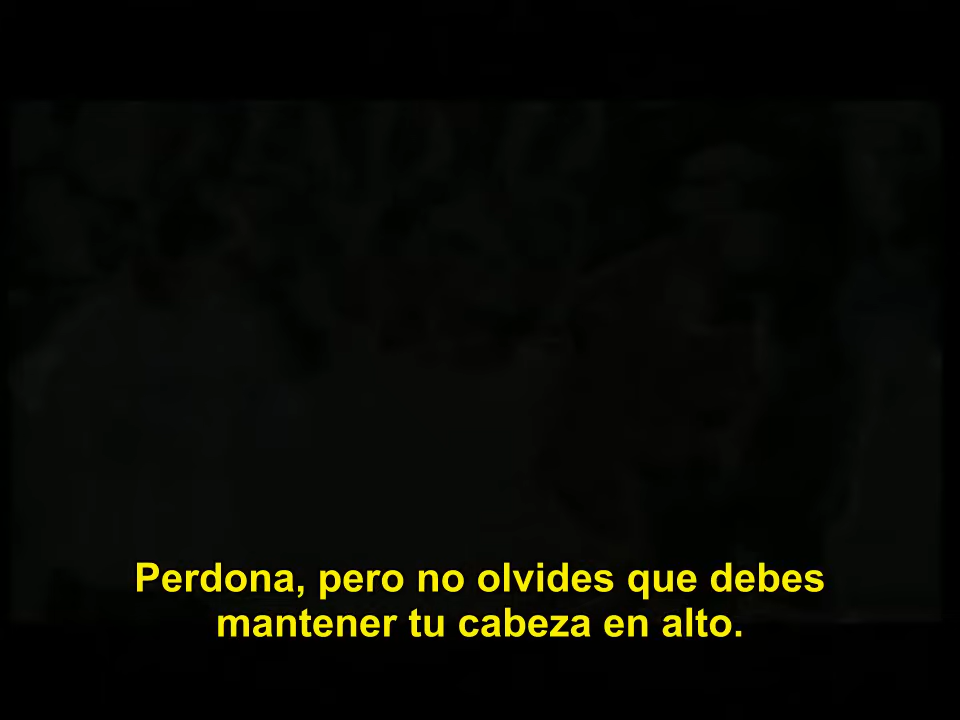 Perdona, pero no olvides que debes
mantener tu cabeza en alto.